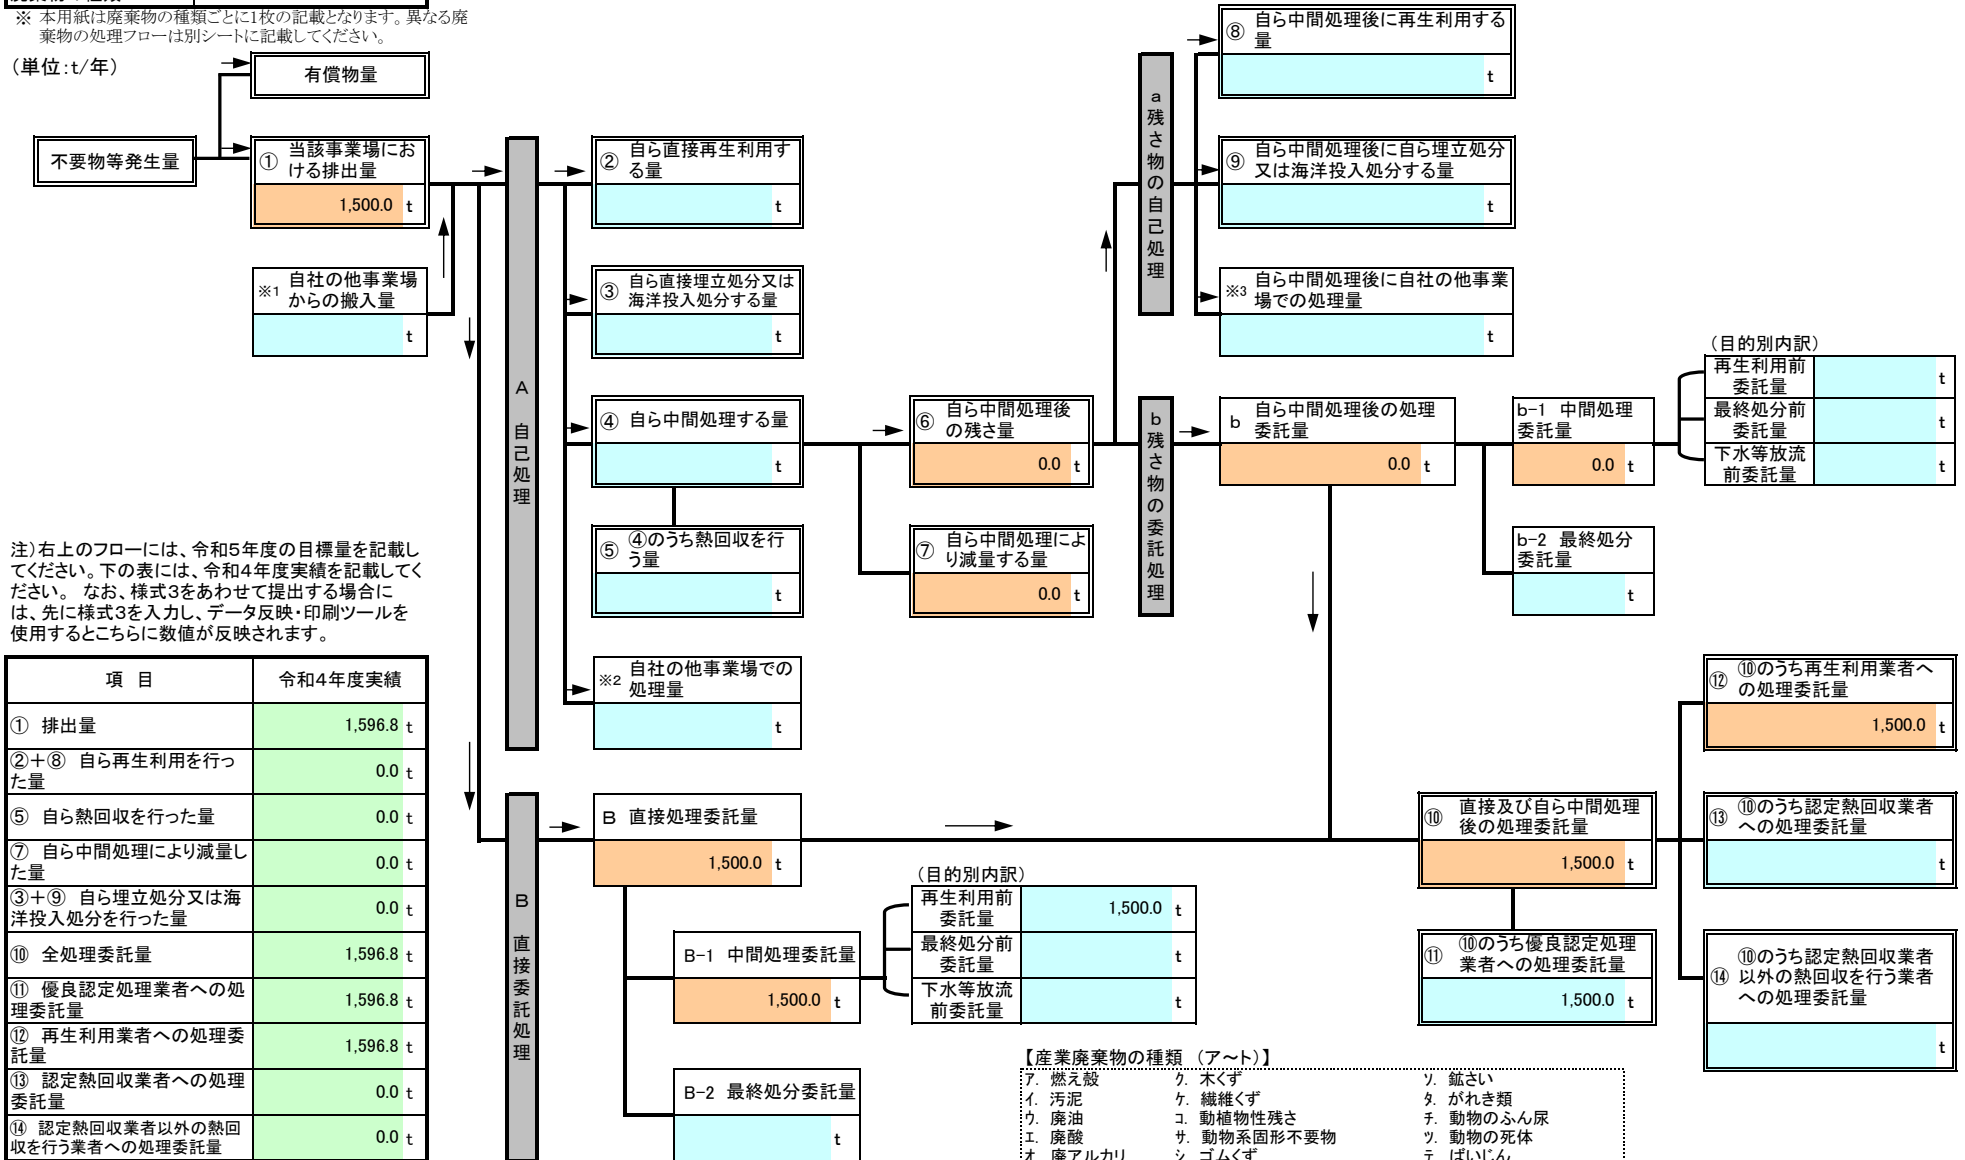 ※ 本用紙は廃棄物の種類ごとに1枚の記載となります。異なる廃
棄物の処理フローは別シートに記載してください。
（単位：t/年）
有償物量
不要物等発生量
① 当該事業場にお
ける排出量
1,500.0 t
※1 自社の他事業場
からの搬入量
t
A 自己処理
② 自ら直接再生利用す
る量
t
③ 自ら直接埋立処分又は
海洋投入処分する量
t
④ 自ら中間処理する量
t
⑤ ④のうち熱回収を行
う量
t
※2 自社の他事業場での
処理量
t
⑥ 自ら中間処理後
の残さ量
0.0 t
⑦ 自ら中間処理によ
り減量する量
0.0 t
a 残さ物の自己処理
⑧ 自ら中間処理後に再生利用する
量
t
⑨ 自ら中間処理後に自ら埋立処分
又は海洋投入処分する量
t
※3 自ら中間処理後に自社の他事業
場での処理量
t
b 残さ物の委託処理
b 自ら中間処理後の処理
委託量
0.0 t
b-1 中間処理
委託量
0.0 t
b-2 最終処分
委託量
t
（目的別内訳）
再生利用前
委託量
t
最終処分前
委託量
t
下水等放流
前委託量
t
注）右上のフローには、令和5年度の目標量を記載し
てください。下の表には、令和4年度実績を記載してく
ださい。 なお、様式3をあわせて提出する場合に
は、先に様式3を入力し、データ反映・印刷ツールを
使用するとこちらに数値が反映されます。
項 目 令和4年度実績
① 排出量 1,596.8 t
②＋⑧ 自ら再生利用を行っ
た量 0.0 t
⑤ 自ら熱回収を行った量 0.0 t
⑦ 自ら中間処理により減量し
た量 0.0 t
③＋⑨ 自ら埋立処分又は海
洋投入処分を行った量 0.0 t
⑩ 全処理委託量 1,596.8 t
⑪ 優良認定処理業者への処
理委託量 1,596.8 t
⑫ 再生利用業者への処理委
託量 1,596.8 t
⑬ 認定熱回収業者への処理
委託量 0.0 t
⑭ 認定熱回収業者以外の熱回
収を行う業者への処理委託量 0.0 t
B 直接委託処理
B 直接処理委託量
1,500.0 t
B-1 中間処理委託量
1,500.0 t
B-2 最終処分委託量
t
（目的別内訳）
再生利用前
委託量
1,500.0 t
最終処分前
委託量
t
下水等放流
前委託量
t
⑩ 直接及び自ら中間処理
後の処理委託量
1,500.0 t
⑪ ⑩のうち優良認定処理
業者への処理委託量
1,500.0 t
⑫ ⑩のうち再生利用業者へ
の処理委託量
1,500.0 t
⑬ ⑩のうち認定熱回収業者
への処理委託量
t
⑭ ⑩のうち認定熱回収業者
以外の熱回収を行う業者
への処理委託量
t
【産業廃棄物の種類 （ア～ト）】
ア. 燃え殻 ク. 木くず ソ. 鉱さい
イ. 汚泥 ケ. 繊維くず タ. がれき類
ウ. 廃油 コ. 動植物性残さ チ. 動物のふん尿
エ. 廃酸 サ. 動物系固形不要物 ツ. 動物の死体
オ. 廃アルカリ シ. ゴムくず テ. ばいじん